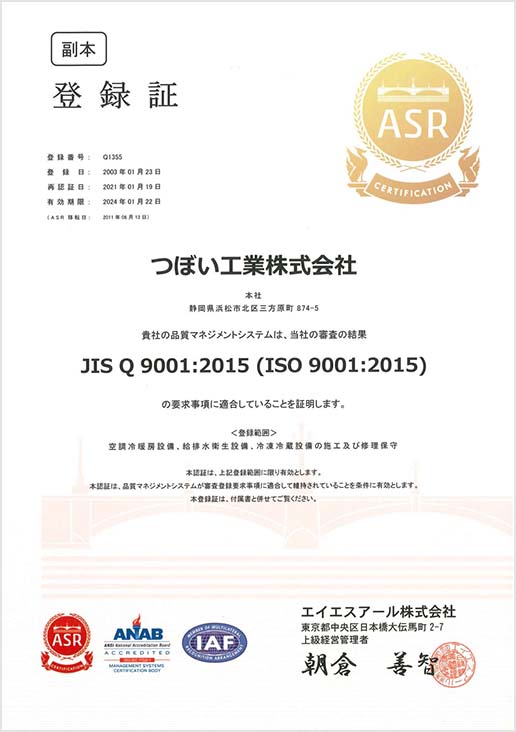 副本
登録証
ASR
CERTIFICATION
登録番号: Q1355
登録日: 2003年01月23日
再認証日: 2021年01月19日
有効期限: 2024年01月22日
(ASR移転日: 2011年06月13日)
つぼい工業株式会社
本社
静岡県浜松市北区三方原町 874-5
貴社の品質マネジメントシステムは、当社の審査の結果
JIS Q 9001:2015 (ISO 9001:2015)
の要求事項に適合していることを証明します。
<登録範囲>
空調冷暖房設備、給排水衛生設備、冷凍冷蔵設備の施工及び修理保守
本認証は、上記登録範囲に限り有効とします。
本認証は、品質マネジメントシステムが審査登録要求事項に適合して維持されていることを条件に有効とします。
本登録証は、付属書と併せてご覧ください。
ASR
CERTIFICATION
ANAB
ANSI National Accreditation Board
ACCREDITED
MANAGEMENT SYSTEMS
CERTIFICATION BODY
MEMBER OF MULTILATERAL
IAF
RECOGNITION ARRANGEMENT
エイエスアール株式会社
東京都中央区日本橋大伝馬町 2-7
上級経営管理者
朝倉 善智